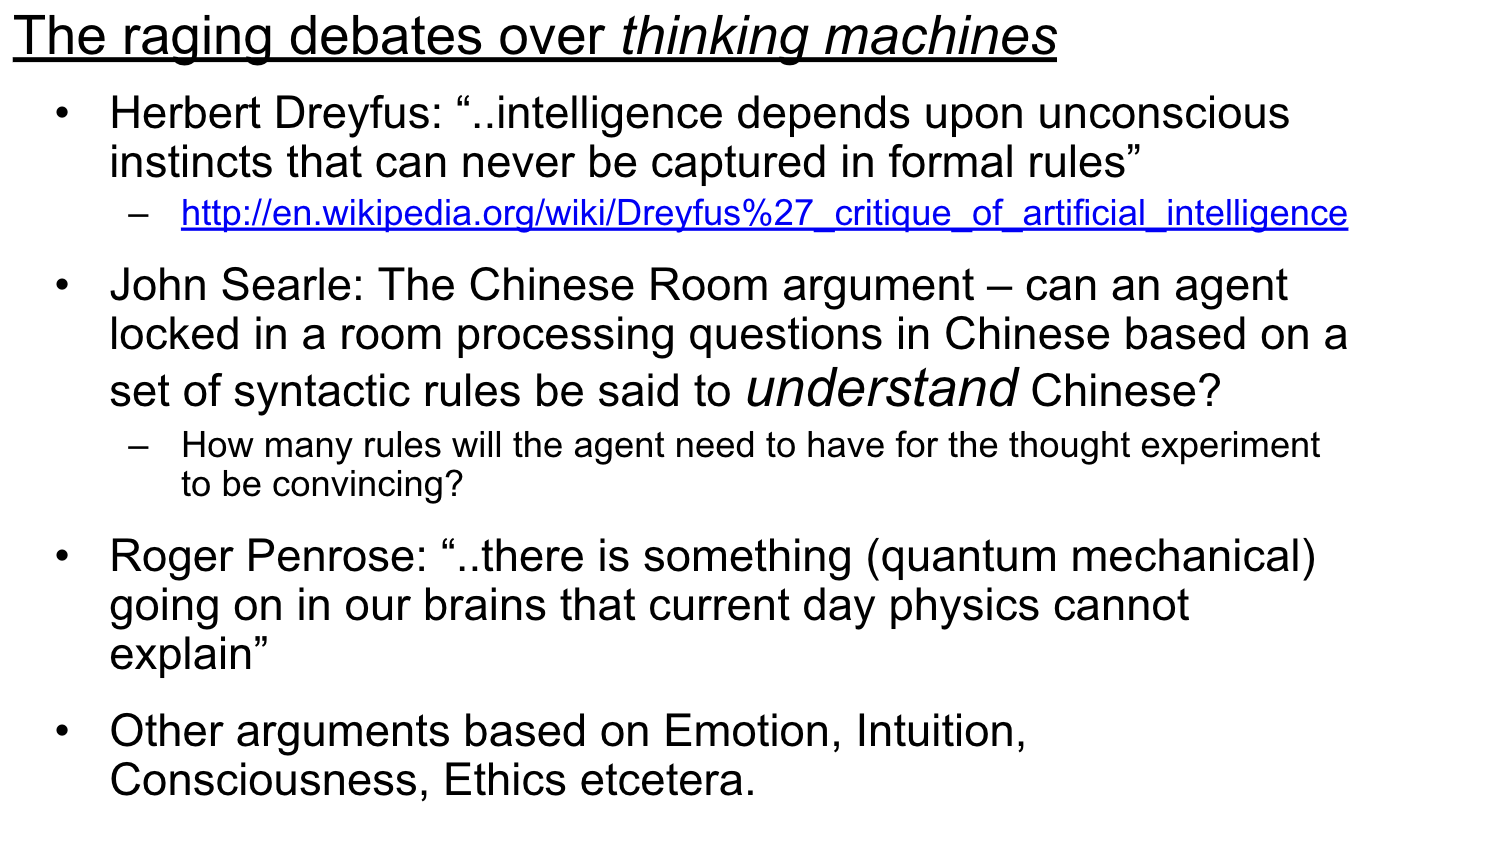 The raging debates over thinking machines
• Herbert Dreyfus: “..intelligence depends upon unconscious
instincts that can never be captured in formal rules”
– http://en.wikipedia.org/wiki/Dreyfus%27_critique_of_artificial_intelligence
• John Searle: The Chinese Room argument – can an agent
locked in a room processing questions in Chinese based on a
set of syntactic rules be said to understand Chinese?
– How many rules will the agent need to have for the thought experiment
to be convincing?
• Roger Penrose: “..there is something (quantum mechanical)
going on in our brains that current day physics cannot
explain”
• Other arguments based on Emotion, Intuition,
Consciousness, Ethics etcetera.